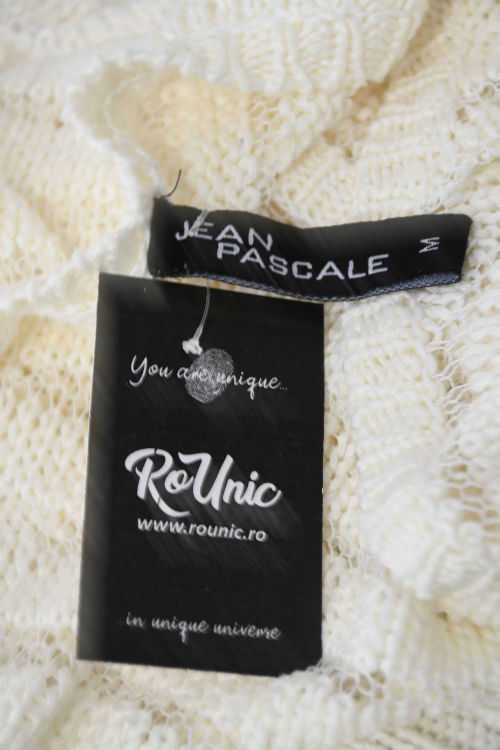 JEAN
PASCALE
M
You are unique...
RoUnic
www.rounic.ro
in unique universe